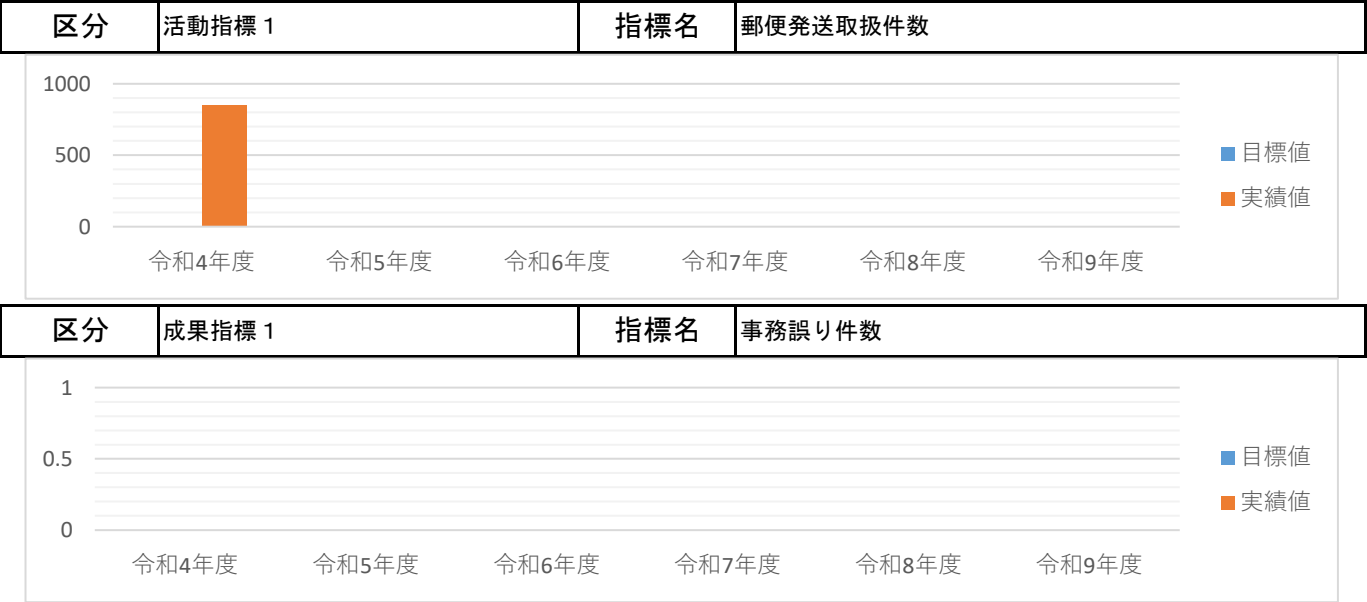 区分 活動指標１ 指標名 郵便発送取扱件数
1000
500
0
令和4年度 令和5年度 令和6年度 令和7年度 令和8年度 令和9年度
目標値
実績値
区分 成果指標１ 指標名 事務誤り件数
1
0.5
0
令和4年度 令和5年度 令和6年度 令和7年度 令和8年度 令和9年度
目標値
実績値